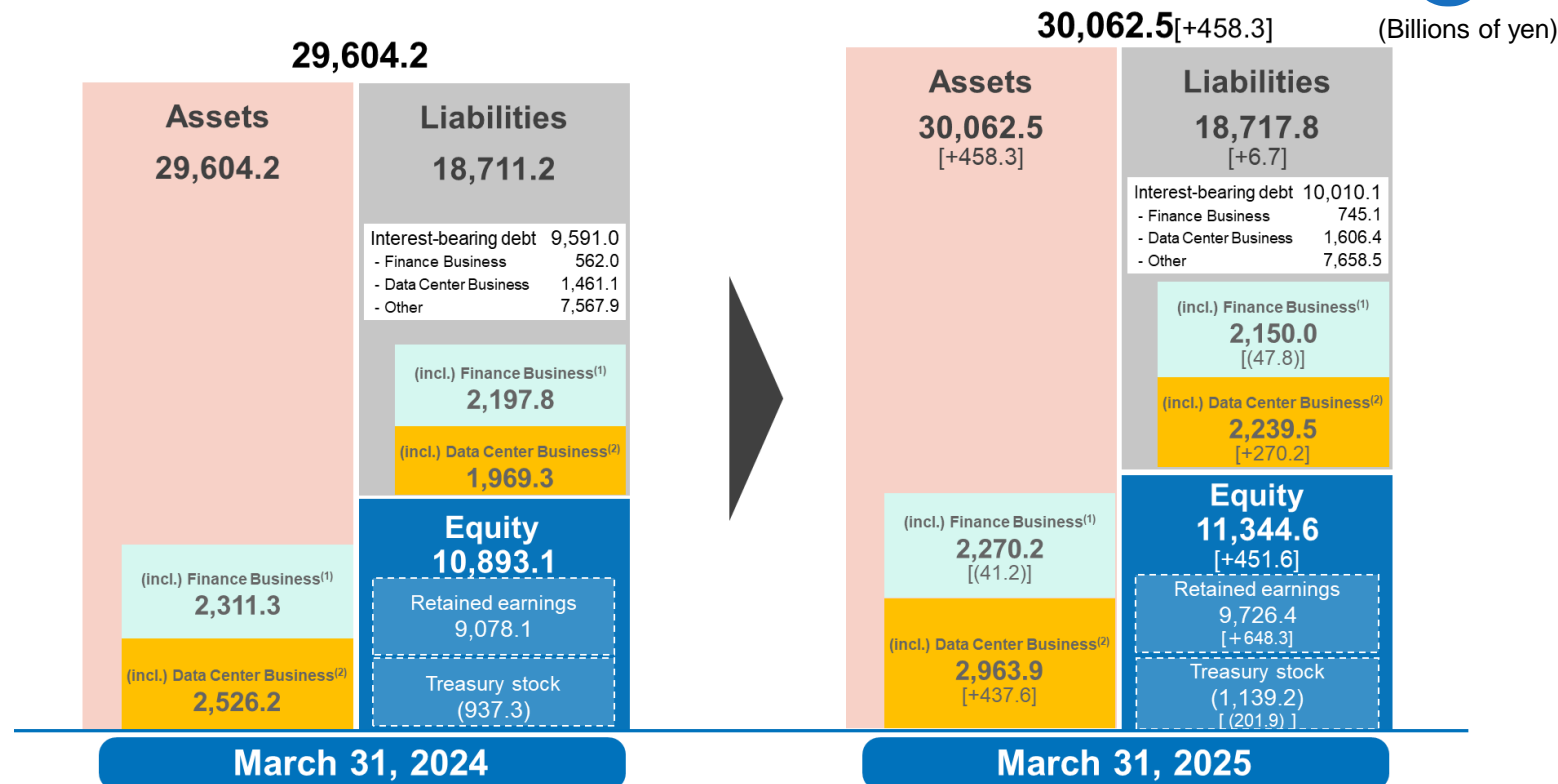 (Billions of yen)
29,604.2
Assets
29,604.2
(incl.) Finance Business(1)
2,311.3
(incl.) Data Center Business(2)
2,526.2
Liabilities
18,711.2
Interest-bearing debt 9,591.0
- Finance Business 562.0
- Data Center Business 1,461.1
- Other 7,567.9
(incl.) Finance Business(1)
2,197.8
(incl.) Data Center Business(2)
1,969.3
Equity
10,893.1
Retained earnings
9,078.1
Treasury stock
(937.3)
March 31, 2024
30,062.5[+458.3]
Assets
30,062.5
[+458.3]
(incl.) Finance Business(1)
2,270.2
[(41.2)]
(incl.) Data Center Business(2)
2,963.9
[+437.6]
Liabilities
18,717.8
[+6.7]
Interest-bearing debt 10,010.1
- Finance Business 745.1
- Data Center Business 1,606.4
- Other 7,658.5
(incl.) Finance Business(1)
2,150.0
[(47.8)]
(incl.) Data Center Business(2)
2,239.5
[+270.2]
Equity
11,344.6
[+451.6]
Retained earnings
9,726.4
[+648.3]
Treasury stock
(1,139.2)
[ (201.9) ]
March 31, 2025